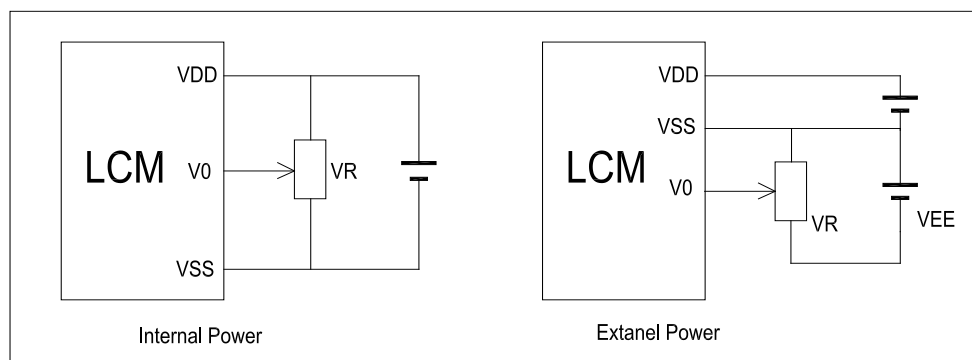 VDD
LCM
V0
VR
VSS
Internal Power
VDD
VSS
LCM
V0
VR
VEE
Extanel Power